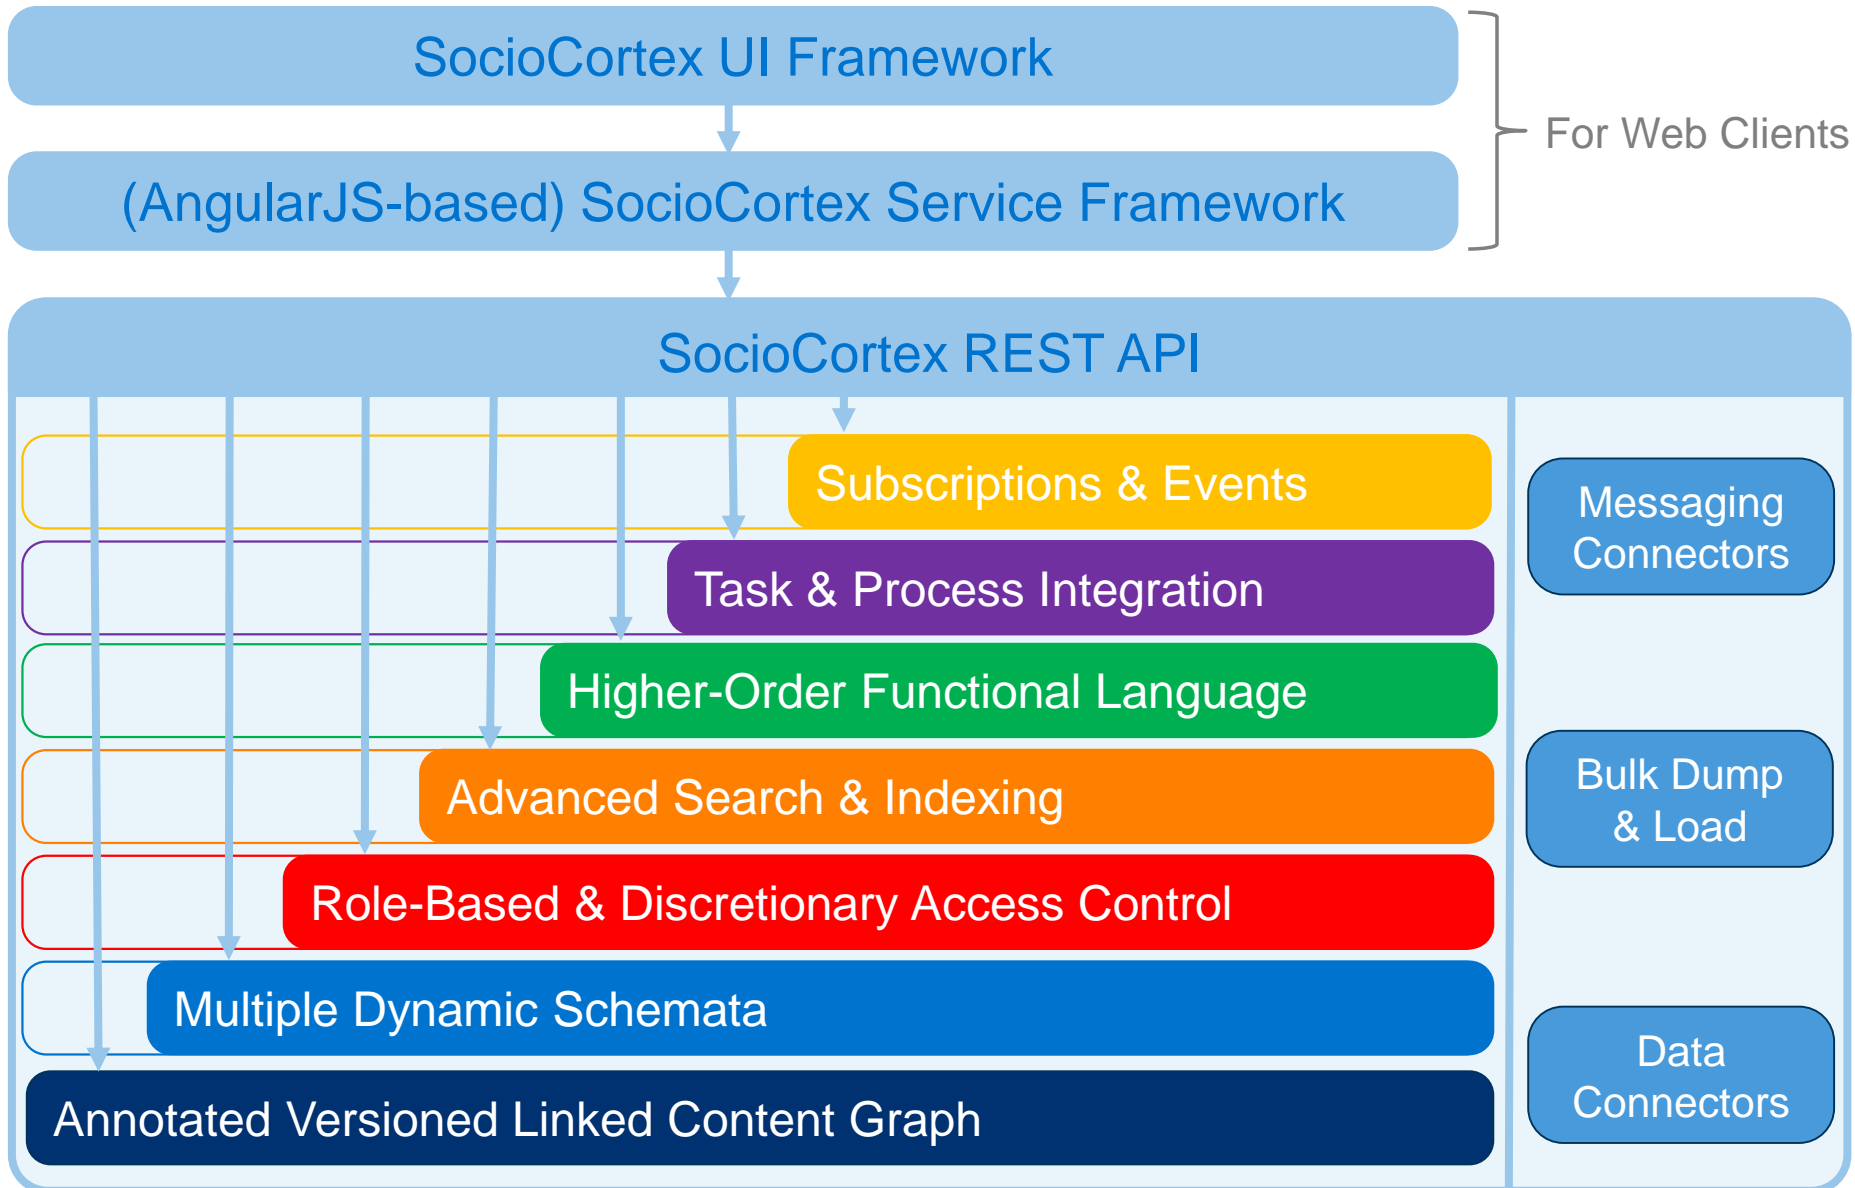 SocioCortex UI Framework
For Web Clients
(AngularJS-based) SocioCortex Service Framework
SocioCortex REST API
Subscriptions & Events
Task & Process Integration
Higher-Order Functional Language
Advanced Search & Indexing
Role-Based & Discretionary Access Control
Multiple Dynamic Schemata
Annotated Versioned Linked Content Graph
Messaging
Connectors
Bulk Dump
& Load
Data
Connectors